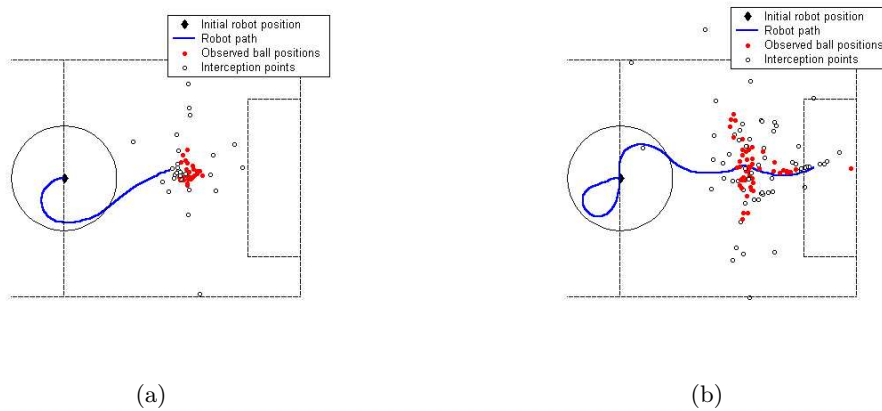 Initial robot position
Robot path
Observed ball positions
Interception points
Initial robot position
Robot path
Observed ball positions
Interception points
(a)
(b)